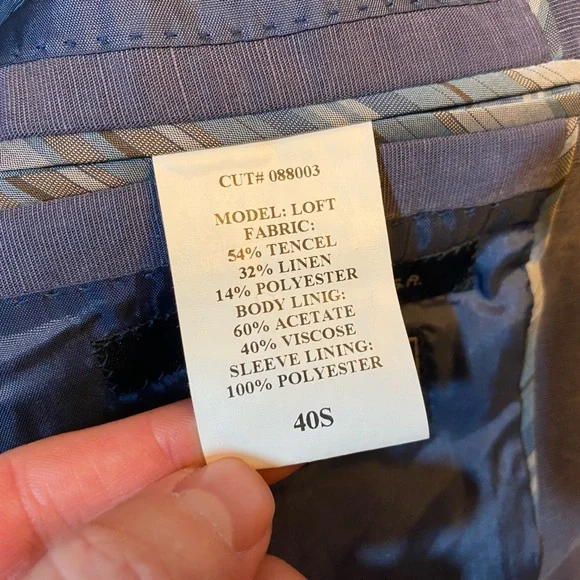 CUT# 088003
MODEL: LOFT
FABRIC:
54% TENCEL
32% LINEN
14% POLYESTER
BODY LINIG:
60% ACETATE
40% VISCOSE
SLEEVE LINING:
100% POLYESTER
40S